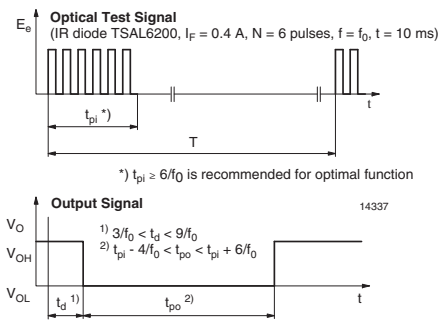 Optical Test Signal
Eₑ
(IR diode TSAL6200, I_F = 0.4 A, N = 6 pulses, f = f₀, t = 10 ms)
t
t_pi *)
T
*) t_pi ≥ 6/f₀ is recommended for optimal function
Output Signal
14337
V_O
1) 3/f₀ < t_d < 9/f₀
V_OH
2) t_pi - 4/f₀ < t_po < t_pi + 6/f₀
V_OL
t_d 1)
t_po 2)
t